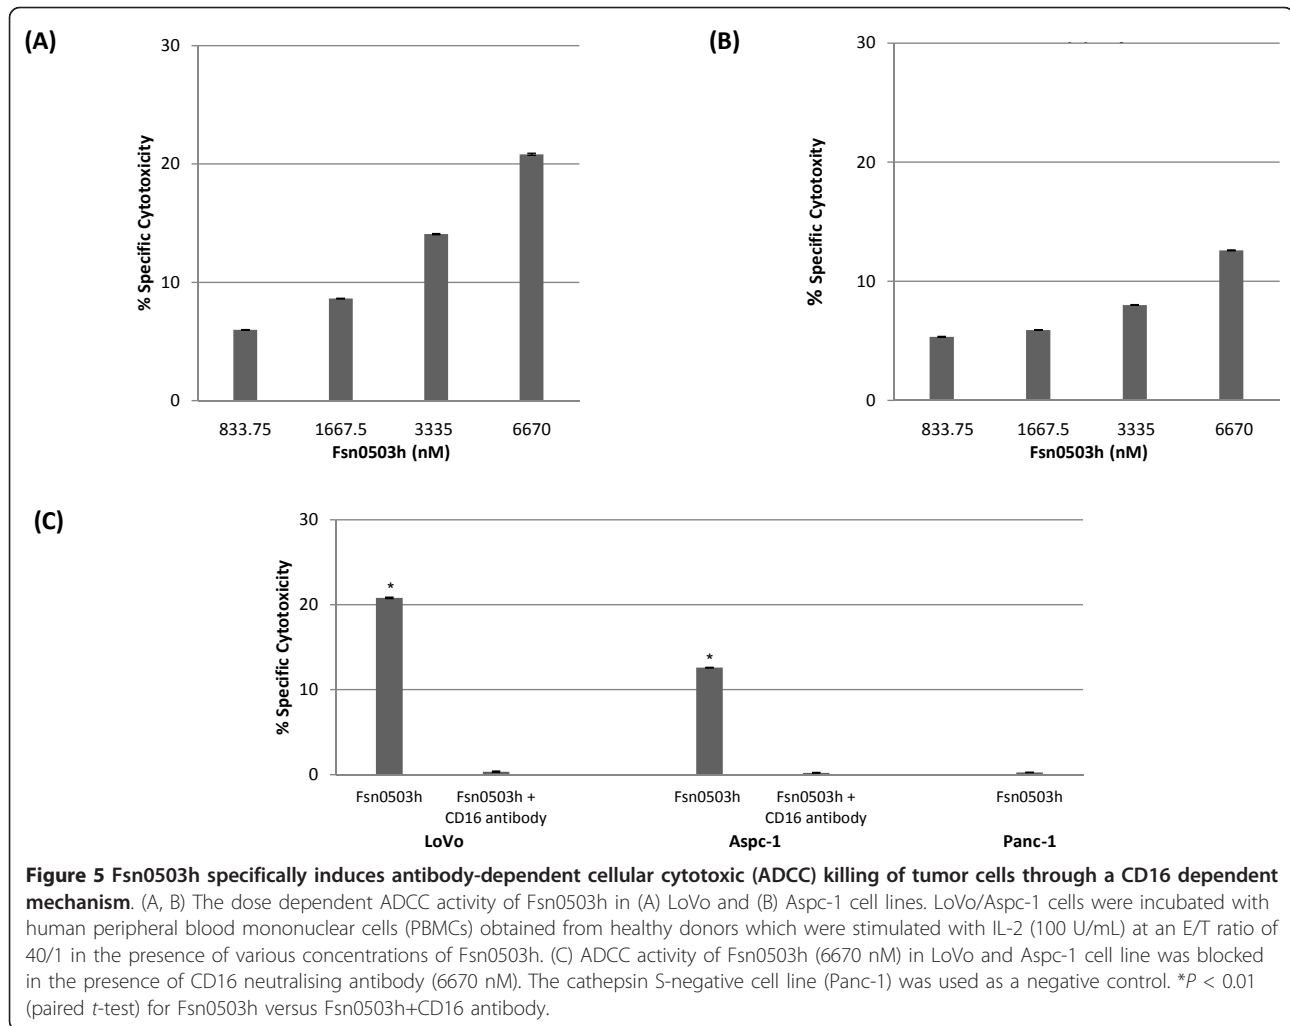 (A)
30
20
10
0
% Specific Cytotoxicity
833.75 1667.5 3335 6670
Fsn0503h (nM)
(B)
30
20
10
0
% Specific Cytotoxity
833.75 1667.5 3335 6670
Fsn0503h (nM)
(C)
30
20
10
0
% Specific Cytotoxicity
* *
Fsn0503h Fsn0503h + Fsn0503h Fsn0503h + Fsn0503h
CD16 antibody CD16 antibody
LoVo Aspc-1 Panc-1
Figure 5 Fsn0503h specifically induces antibody-dependent cellular cytotoxic (ADCC) killing of tumor cells through a CD16 dependent
mechanism. (A, B) The dose dependent ADCC activity of Fsn0503h in (A) LoVo and (B) Aspc-1 cell lines. LoVo/Aspc-1 cells were incubated with
human peripheral blood mononuclear cells (PBMCs) obtained from healthy donors which were stimulated with IL-2 (100 U/mL) at an E/T ratio of
40/1 in the presence of various concentrations of Fsn0503h. (C) ADCC activity of Fsn0503h (6670 nM) in LoVo and Aspc-1 cell line was blocked
in the presence of CD16 neutralising antibody (6670 nM). The cathepsin S-negative cell line (Panc-1) was used as a negative control. *P < 0.01
(paired t-test) for Fsn0503h versus Fsn0503h+CD16 antibody.